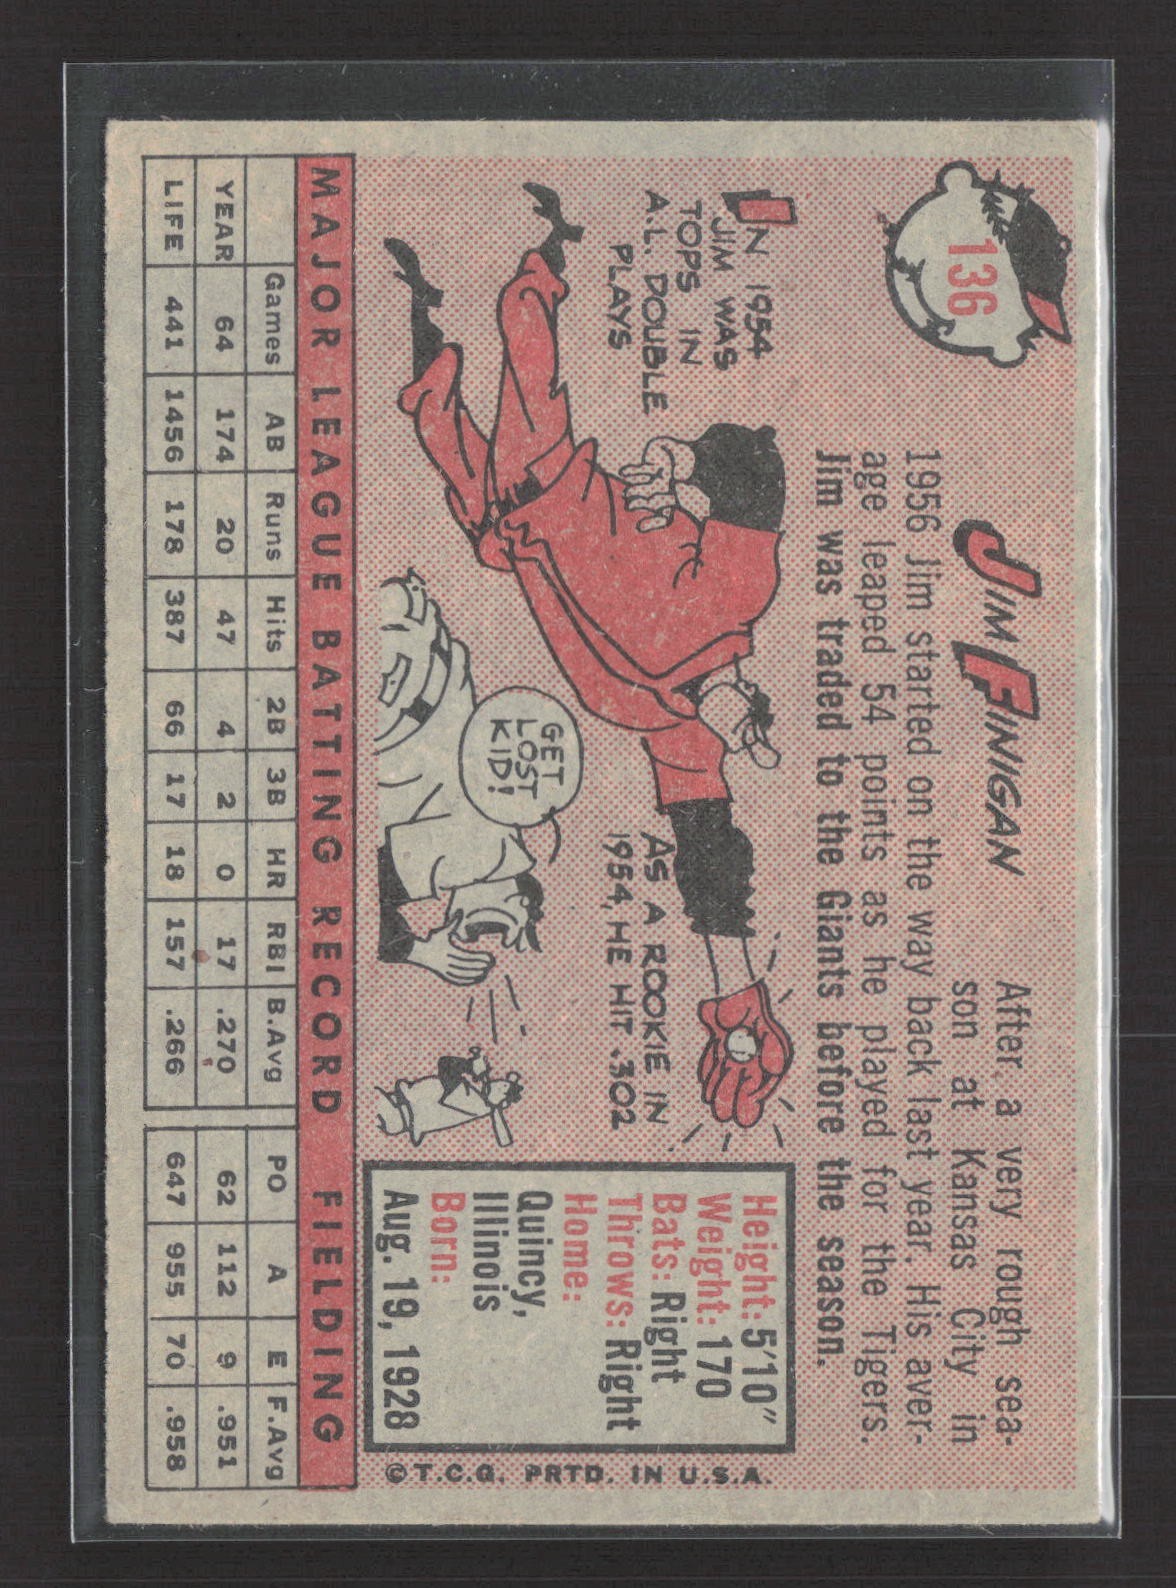 136
JIM FINIGAN
After a very rough sea-
son at Kansas City in
1956 Jim started on the way back last year. His aver-
age leaped 54 points as he played for the Tigers.
Jim was traded to the Giants before the season.
IN 1954
JIM WAS
TOPS IN
A.L. DOUBLE
PLAYS
GET
LOST
KID!
AS A ROOKIE IN
1954, HE HIT .302
Height: 5'10"
Weight: 170
Bats: Right
Throws: Right
Home:
Quincy,
Illinois
Born:
Aug. 19, 1928
©T.C.G. PRTD. IN U.S.A.
MAJOR LEAGUE BATTING RECORD FIELDING
Games AB Runs Hits 2B 3B HR RBI B.Avg PO A E F.Avg
YEAR 64 174 20 47 4 2 0 17 .270 62 112 9 .951
LIFE 441 1456 178 387 66 17 18 157 .266 647 955 70 .958